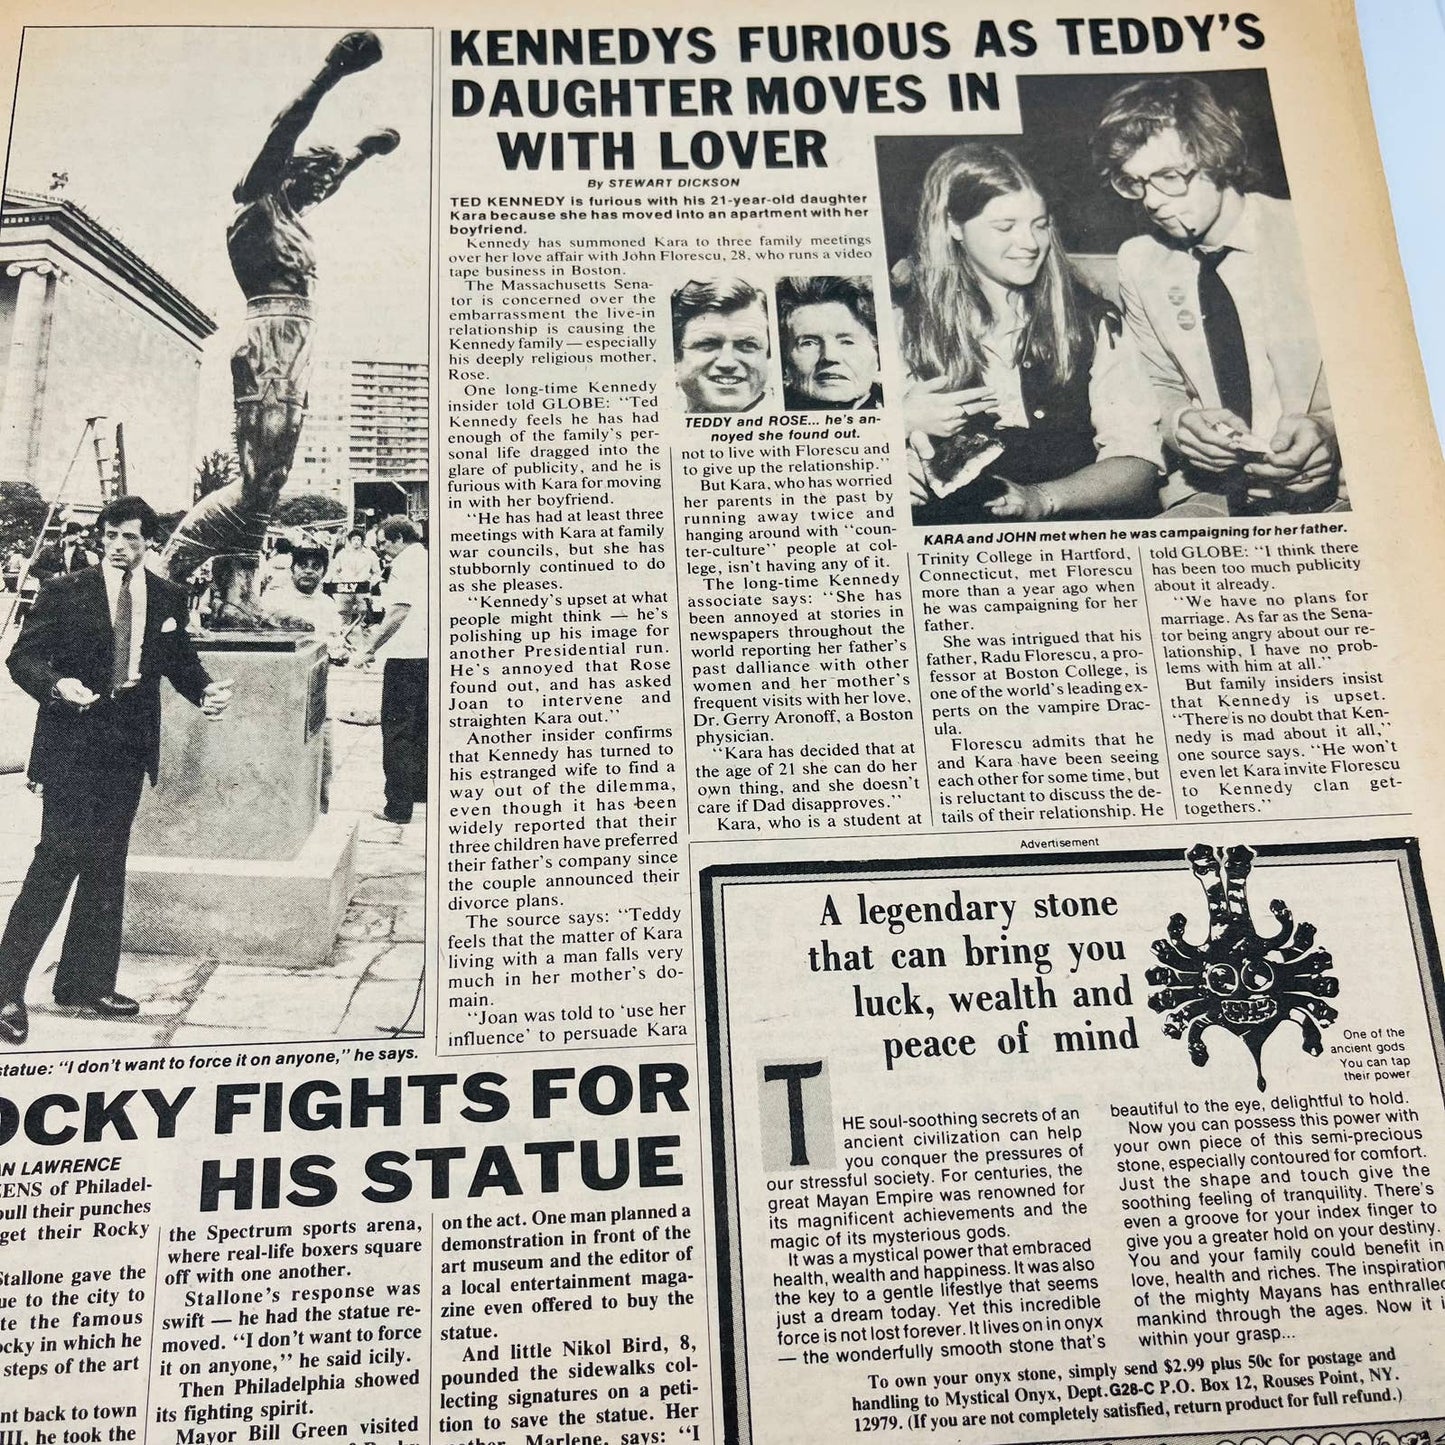 KENNEDYS FURIOUS AS TEDDY'S
DAUGHTER MOVES IN
WITH LOVER
By STEWART DICKSON
TED KENNEDY is furious with his 21-year-old daughter
Kara because she has moved into an apartment with her
boyfriend.
Kennedy has summoned Kara to three family meetings
over her love affair with John Florescu, 28, who runs a video
tape business in Boston.
The Massachusetts Sena-
tor is concerned over the
embarrassment the live-in
relationship is causing the
Kennedy family — especially
his deeply religious mother,
Rose.
One long-time Kennedy
insider told GLOBE: "Ted
Kennedy feels he has had
enough of the family's per-
sonal life dragged into the
glare of publicity, and he is
furious with Kara for moving
in with her boyfriend.
"He has had at least three
meetings with Kara at family
war councils, but she has
stubbornly continued to do
as she pleases.
"Kennedy's upset at what
people might think — he's
polishing up his image for
another Presidential run.
He's annoyed that Rose
found out, and has asked
Joan to intervene and
straighten Kara out."
Another insider confirms
that Kennedy has turned to
his estranged wife to find a
way out of the dilemma,
even though it has been
widely reported that their
three children have preferred
their father's company since
the couple announced their
divorce plans.
The source says: "Teddy
feels that the matter of Kara
living with a man falls very
much in her mother's do-
main.
"Joan was told to 'use her
influence' to persuade Kara
TEDDY and ROSE... he's an-
noyed she found out.
not to live with Florescu and
to give up the relationship."
But Kara, who has worried
her parents in the past by
running away twice and
hanging around with "coun-
ter-culture" people at col-
lege, isn't having any of it.
The long-time Kennedy
associate says: "She has
been annoyed at stories in
newspapers throughout the
world reporting her father's
past dalliance with other
women and her mother's
frequent visits with her love,
Dr. Gerry Aronoff, a Boston
physician.
"Kara has decided that at
the age of 21 she can do her
own thing, and she doesn't
care if Dad disapproves."
Kara, who is a student at
KARA and JOHN met when he was campaigning for her father.
Trinity College in Hartford,
Connecticut, met Florescu
more than a year ago when
he was campaigning for her
father.
She was intrigued that his
father, Radu Florescu, a pro-
fessor at Boston College, is
one of the world's leading ex-
perts on the vampire Drac-
ula.
Florescu admits that he
and Kara have been seeing
each other for some time, but
is reluctant to discuss the de-
tails of their relationship. He
told GLOBE: "I think there
has been too much publicity
about it already.
"We have no plans for
marriage. As far as the Sena-
tor being angry about our re-
lationship, I have no prob-
lems with him at all."
But family insiders insist
that Kennedy is upset.
"There is no doubt that Ken-
nedy is mad about it all,"
one source says. "He won't
even let Kara invite Florescu
to Kennedy clan get-
togethers."
statue: "I don't want to force it on anyone," he says.
OCKY FIGHTS FOR
HIS STATUE
AN LAWRENCE
ZENS of Philadel-
pull their punches
get their Rocky
Stallone gave the
ue to the city to
te the famous
ocky in which he
steps of the art
nt back to town
III, he took the
the Spectrum sports arena,
where real-life boxers square
off with one another.
Stallone's response was
swift — he had the statue re-
moved. "I don't want to force
it on anyone," he said icily.
Then Philadelphia showed
its fighting spirit.
Mayor Bill Green visited
on the act. One man planned a
demonstration in front of the
art museum and the editor of
a local entertainment maga-
zine even offered to buy the
statue.
And little Nikol Bird, 8,
pounded the sidewalks col-
lecting signatures on a peti-
tion to save the statue. Her
Marlene, says: "I
Advertisement
A legendary stone
that can bring you
luck, wealth and
peace of mind
One of the
ancient gods
You can tap
their power
THE soul-soothing secrets of an
ancient civilization can help
you conquer the pressures of
our stressful society. For centuries, the
great Mayan Empire was renowned for
its magnificent achievements and the
magic of its mysterious gods.
It was a mystical power that embraced
health, wealth and happiness. It was also
the key to a gentle lifestlye that seems
just a dream today. Yet this incredible
force is not lost forever. It lives on in onyx
— the wonderfully smooth stone that's
beautiful to the eye, delightful to hold.
Now you can possess this power with
your own piece of this semi-precious
stone, especially contoured for comfort.
Just the shape and touch give the
soothing feeling of tranquility. There's
even a groove for your index finger to
give you a greater hold on your destiny.
You and your family could benefit in
love, health and riches. The inspiration
of the mighty Mayans has enthralled
mankind through the ages. Now it i
within your grasp...
To own your onyx stone, simply send $2.99 plus 50c for postage and
handling to Mystical Onyx, Dept. G28-C P.O. Box 12, Rouses Point, NY.
12979. (If you are not completely satisfied, return product for full refund.)